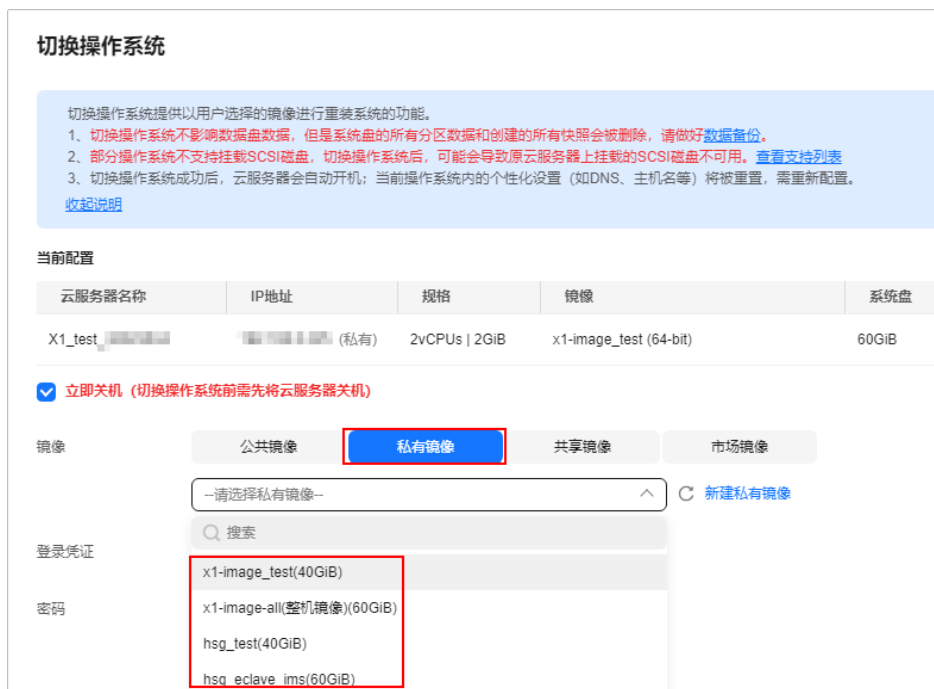 切换操作系统
切换操作系统提供以用户选择的镜像进行重装系统的功能。
1、切换操作系统不影响数据盘数据，但是系统盘的所有分区数据和创建的所有快照会被删除，请做好数据备份。
2、部分操作系统不支持挂载SCSI磁盘，切换操作系统后，可能会导致原云服务器上挂载的SCSI磁盘不可用。查看支持列表
3、切换操作系统成功后，云服务器会自动开机；当前操作系统内的个性化设置（如DNS、主机名等）将被重置，需重新配置。
收起说明
当前配置
云服务器名称 IP地址 规格 镜像 系统盘
X1_test_ (私有) 2vCPUs | 2GiB x1-image_test (64-bit) 60GiB
立即关机（切换操作系统前需先将云服务器关机）
镜像 公共镜像 私有镜像 共享镜像 市场镜像
--请选择私有镜像-- 新建私有镜像
搜索
登录凭证
x1-image_test(40GiB)
密码 x1-image-all(整机镜像)(60GiB)
hsg_test(40GiB)
hsg_eclave_ims(60GiB)